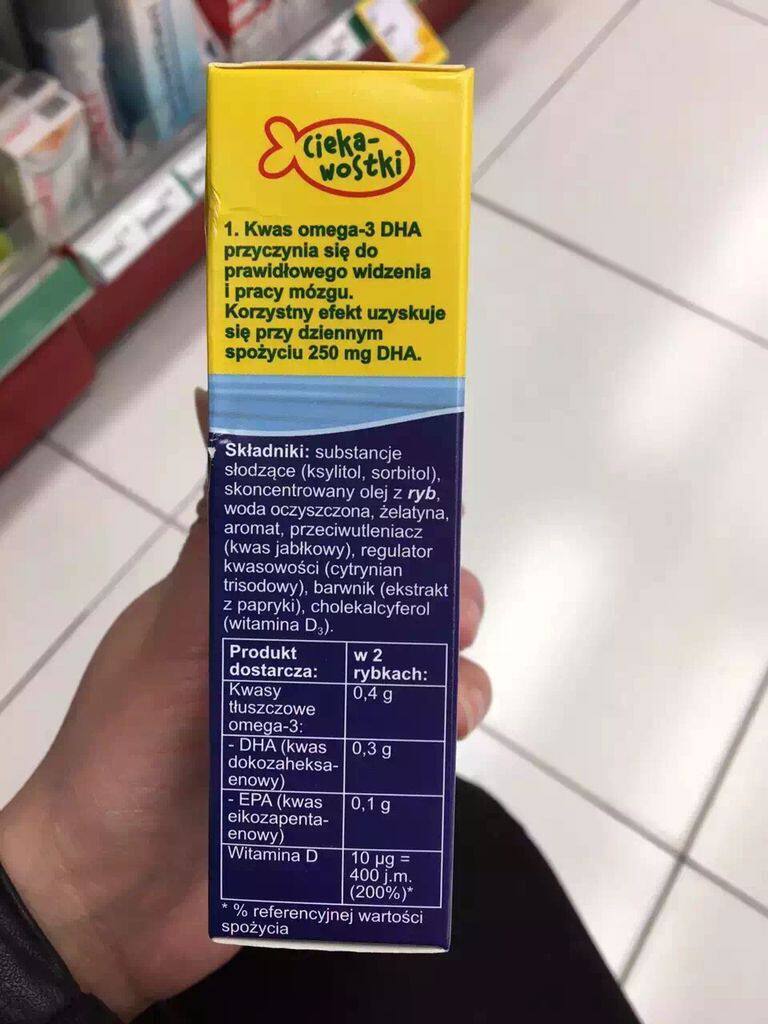 Cieka-
wostki
1. Kwas omega-3 DHA
przyczynia się do
prawidłowego widzenia
i pracy mózgu.
Korzystny efekt uzyskuje
się przy dziennym
spożyciu 250 mg DHA.
Składniki: substancje
słodzące (ksylitol, sorbitol),
skoncentrowany olej z ryb,
woda oczyszczona, żelatyna,
aromat, przeciwutleniacz
(kwas jabłkowy), regulator
kwasowości (cytrynian
trisodowy), barwnik (ekstrakt
z papryki), cholekalcyferol
(witamina D₃).
Produkt
dostarcza:
w 2
rybkach:
Kwasy
tłuszczowe
omega-3:
0,4 g
- DHA (kwas
dokozaheksa-
enowy)
0,3 g
- EPA (kwas
eikozapenta-
enowy)
0,1 g
Witamina D
10 µg =
400 j.m.
(200%)*
* % referencyjnej wartości
spożycia